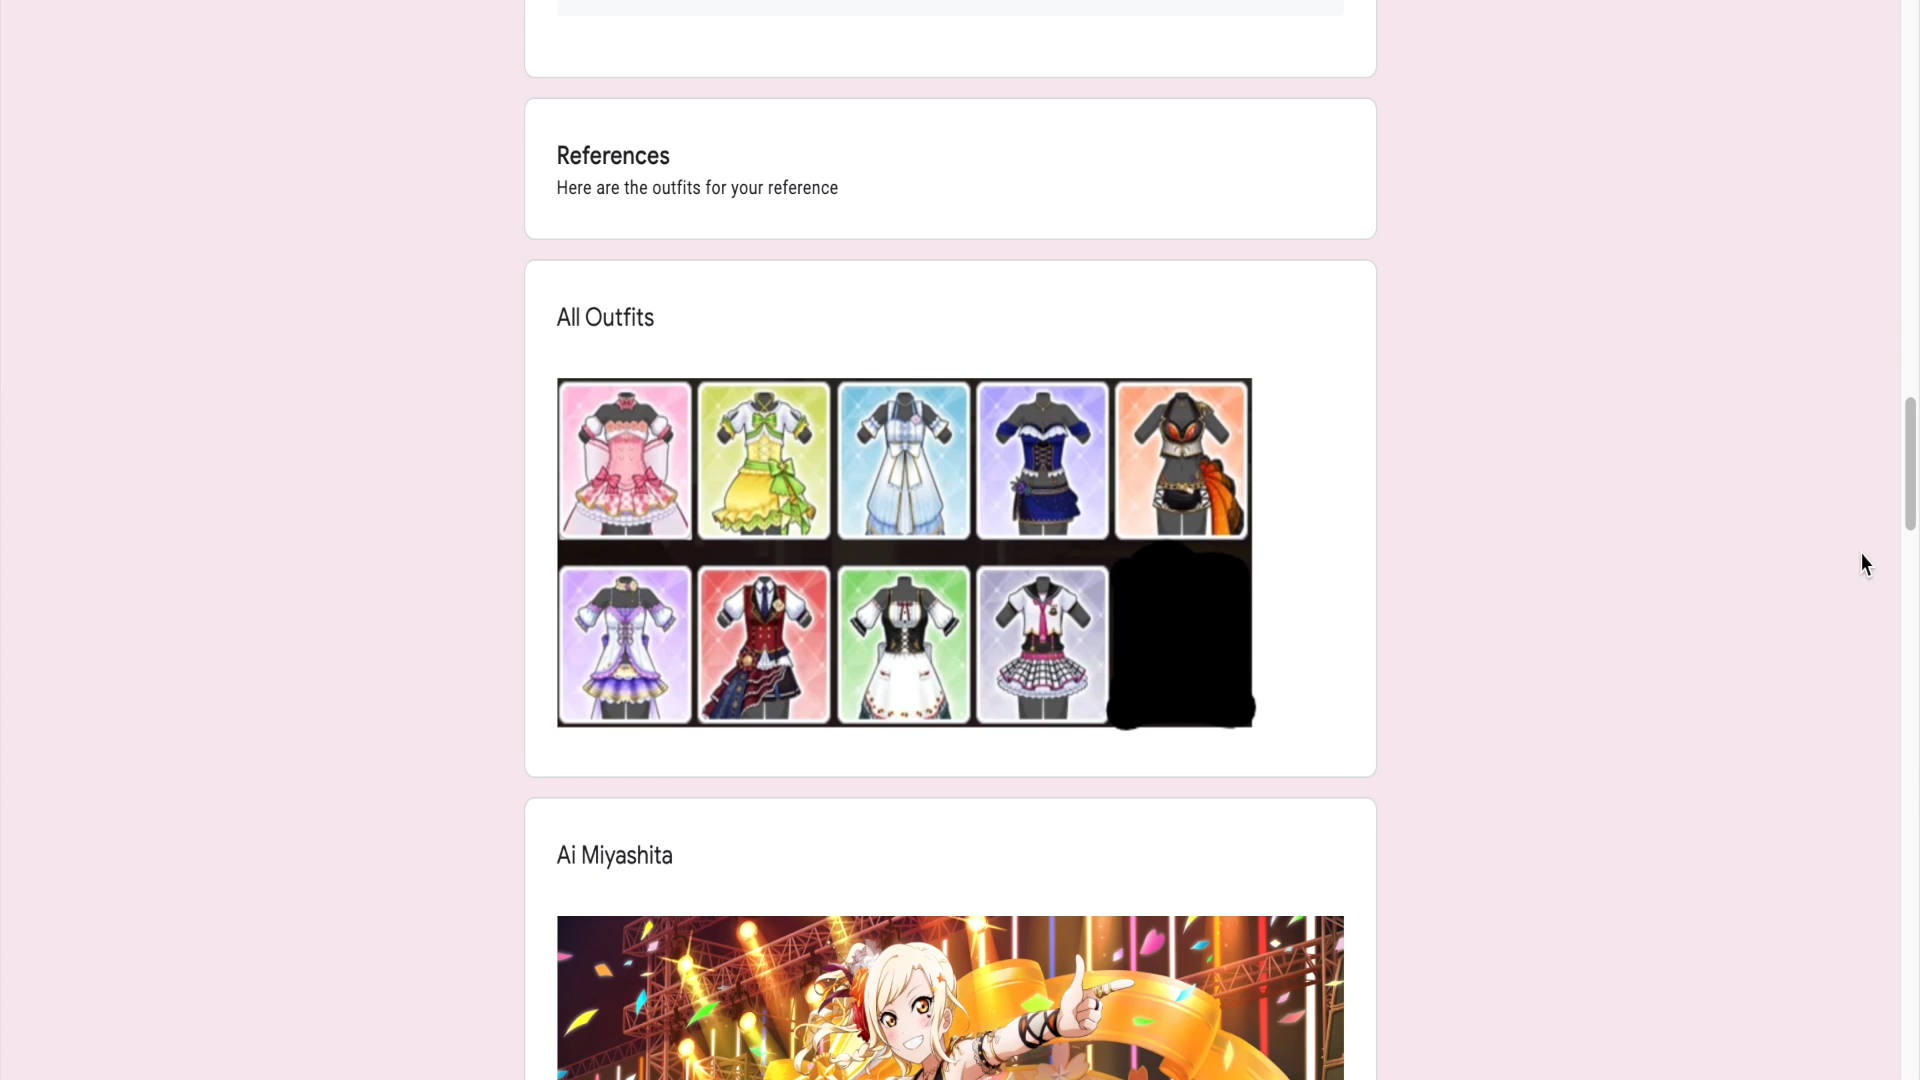 References
Here are the outfits for your reference
All Outfits
Ai Miyashita